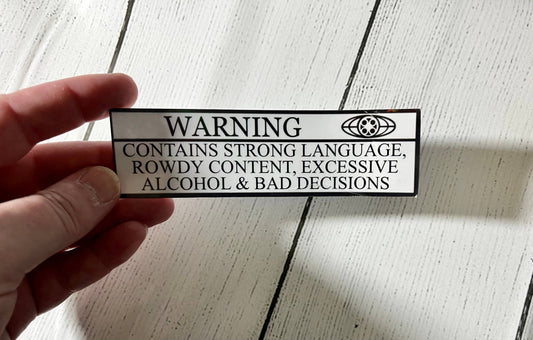 WARNING
CONTAINS STRONG LANGUAGE,
ROWDY CONTENT, EXCESSIVE
ALCOHOL & BAD DECISIONS